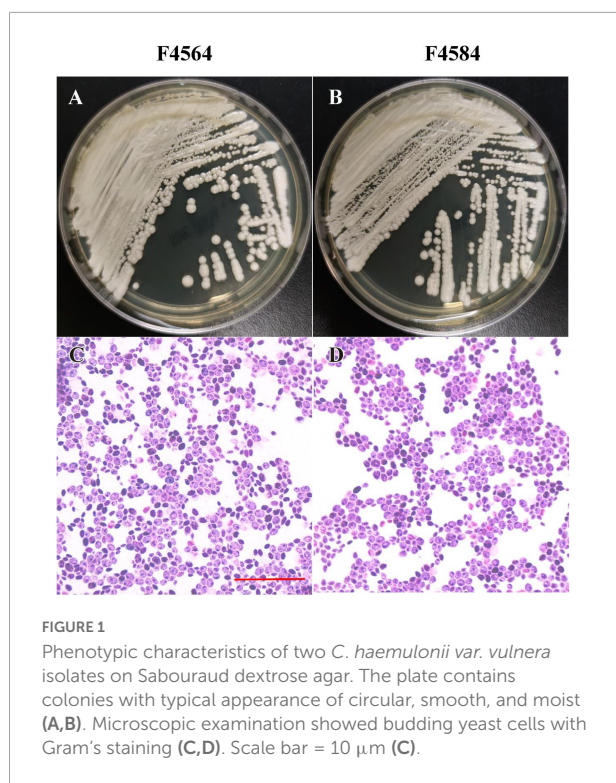 F4564 F4584
A B
C D
FIGURE 1
Phenotypic characteristics of two C. haemulonii var. vulnera
isolates on Sabouraud dextrose agar. The plate contains
colonies with typical appearance of circular, smooth, and moist
(A,B). Microscopic examination showed budding yeast cells with
Gram's staining (C,D). Scale bar = 10 μm (C).